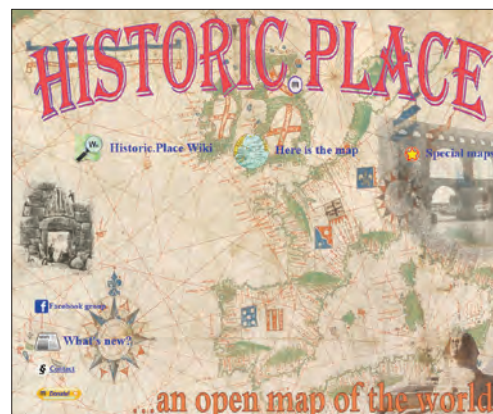 HISTORIC.PLACE
Historic.Place Wiki
Here is the map
Special maps
Facebook group
What's new?
§ Contact
Donate!
...an open map of the world